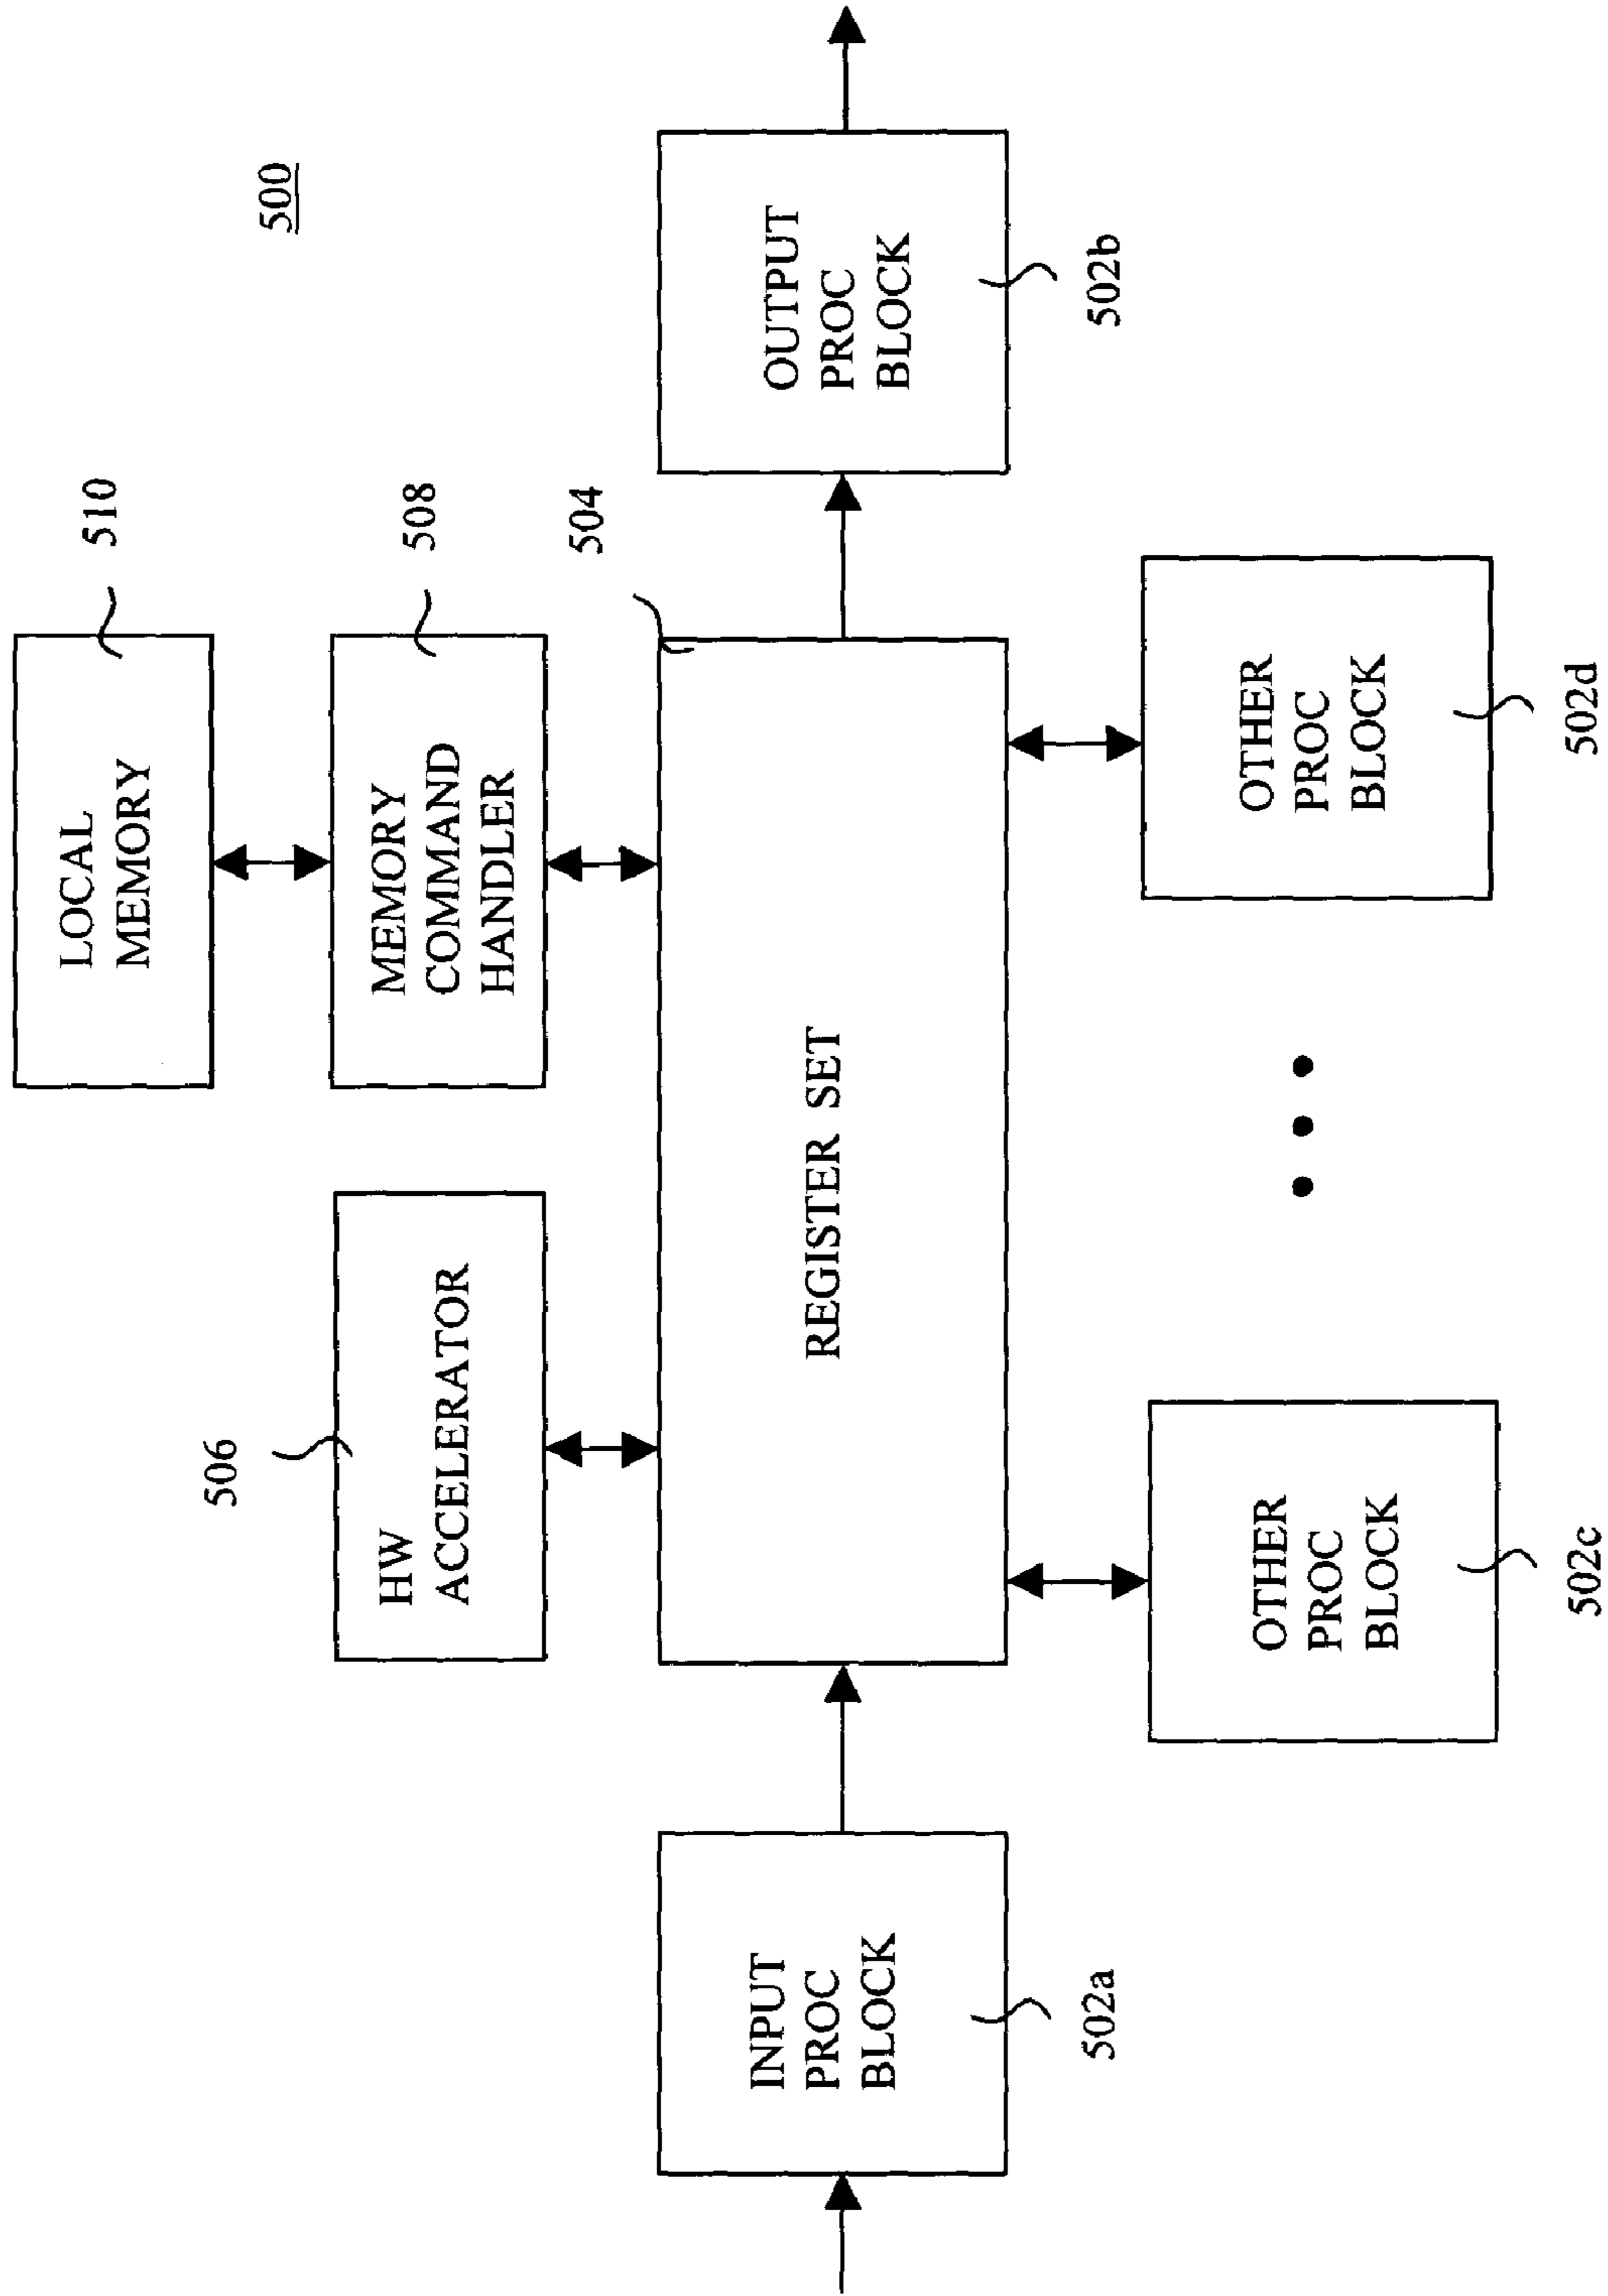 500
LOCAL
MEMORY
510
HW
ACCELERATOR
506
MEMORY
COMMAND
HANDLER
508
504
INPUT
PROC
BLOCK
502a
REGISTER SET
OUTPUT
PROC
BLOCK
502b
OTHER
PROC
BLOCK
502c
• • •
OTHER
PROC
BLOCK
502d